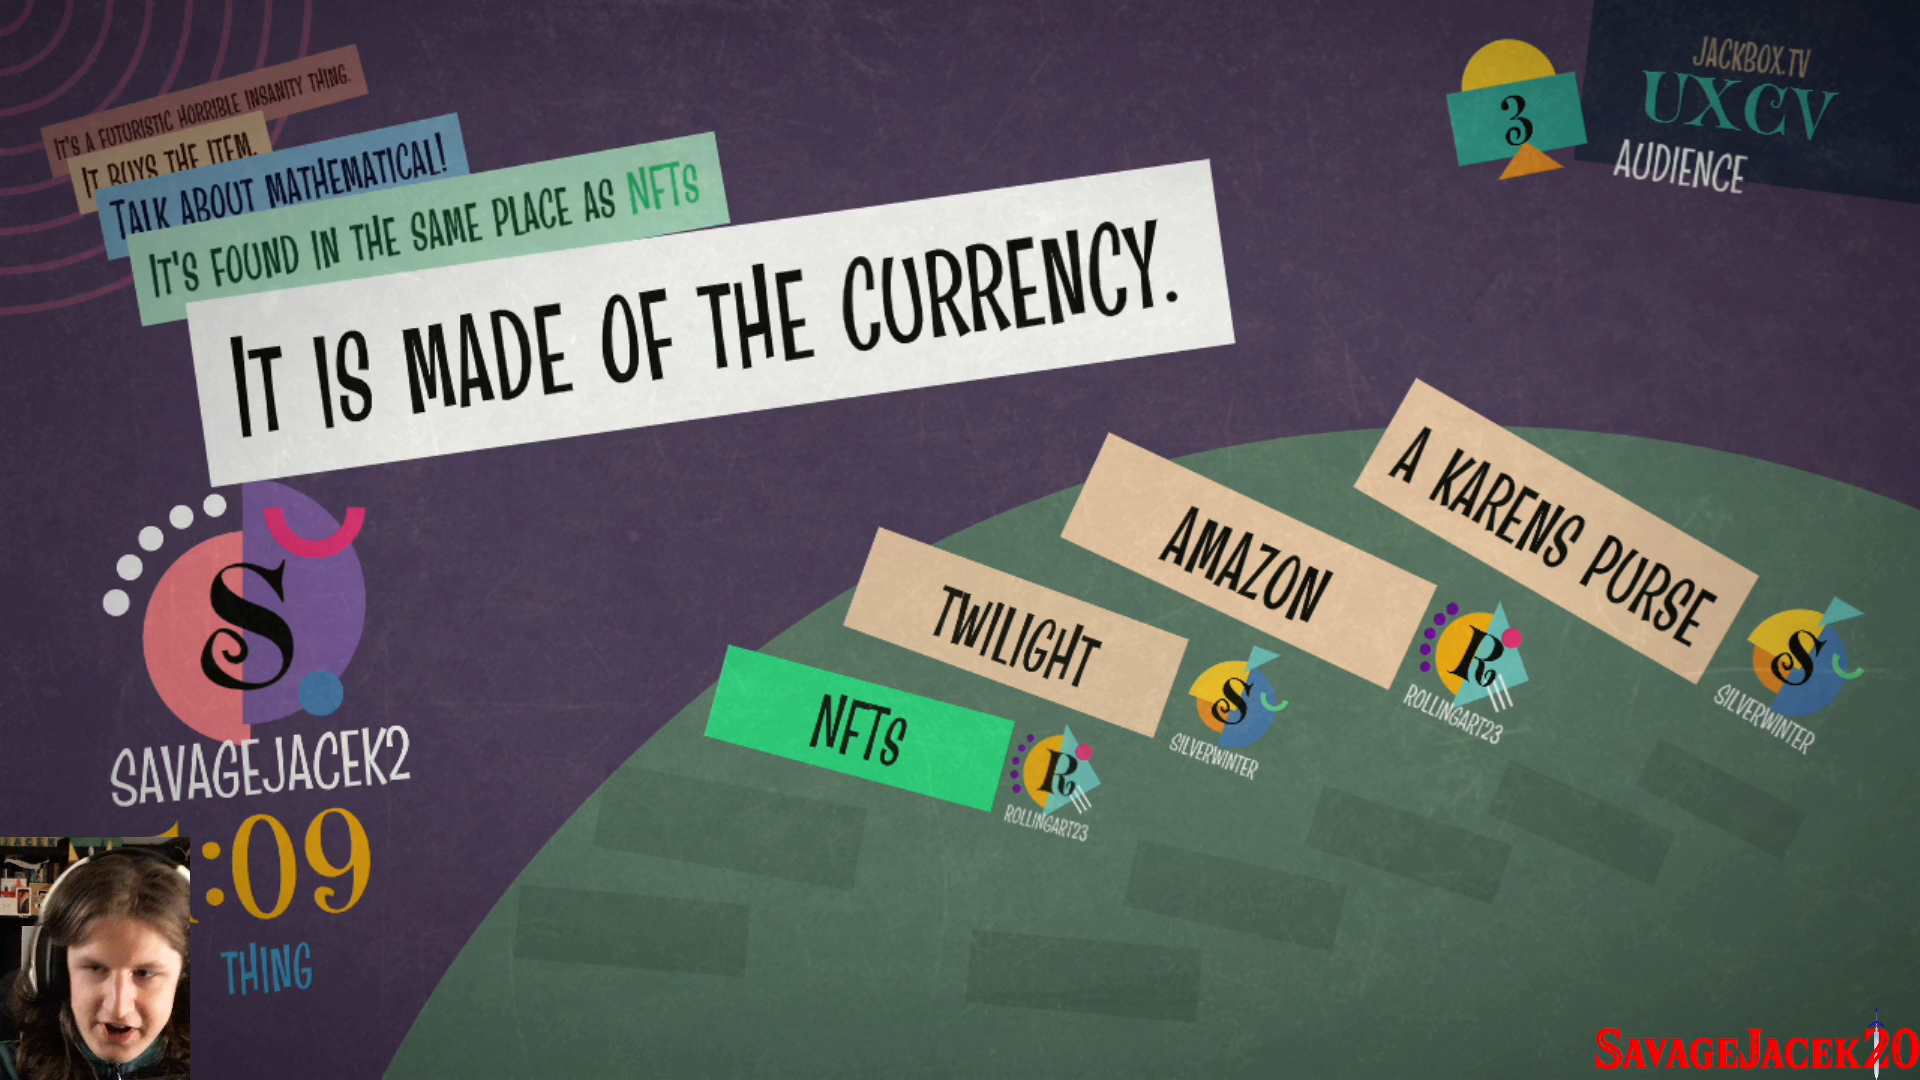 It's a futuristic horrible insanity thing.
It buys the item.
Talk about mathematical!
It's found in the same place as NFTs
It is made of the currency.
3
JACKBOX.TV
UXCV
AUDIENCE
A KARENS PURSE
AMAZON
TWILIGHT
NFTs
S
SILVERWINTER
R
ROLLINGART23
S
SILVERWINTER
R
ROLLINGART23
S
SAVAGEJACEK2
:09
THING
SAVAGEJACEK20